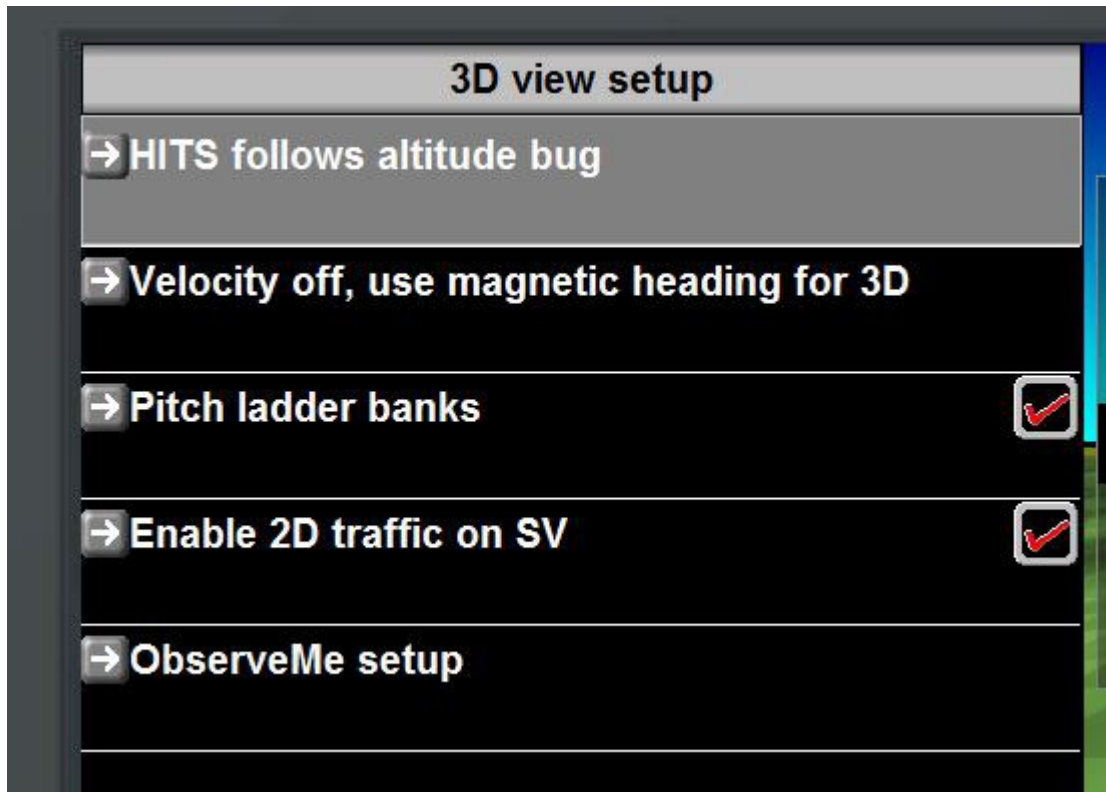 3D view setup
HITS follows altitude bug
Velocity off, use magnetic heading for 3D
Pitch ladder banks
Enable 2D traffic on SV
ObserveMe setup